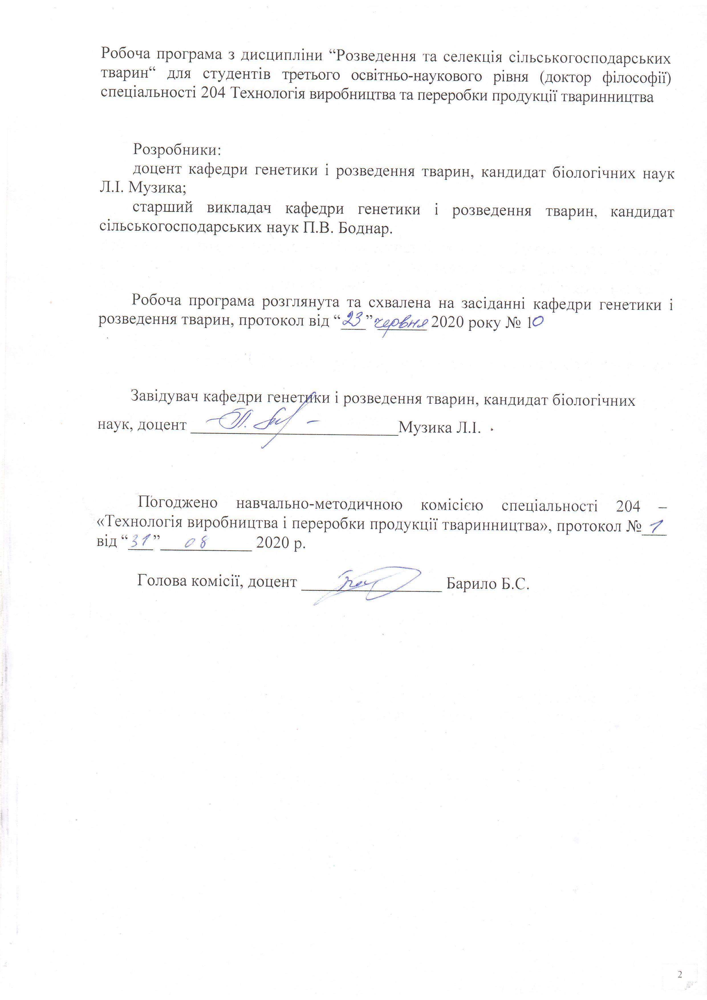 Робоча програма з дисципліни “Розведення та селекція сільськогосподарських
тварин“ для студентів третього освітньо-наукового рівня (доктор філософії)
спеціальності 204 Технологія виробництва та переробки продукції тваринництва
Розробники:
доцент кафедри генетики і розведення тварин, кандидат біологічних наук
Л.І. Музика;
старший викладач кафедри генетики і розведення тварин, кандидат
сільськогосподарських наук П.В. Боднар.
Робоча програма розглянута та схвалена на засіданні кафедри генетики і
розведення тварин, протокол від “23” червня 2020 року № 10
Завідувач кафедри генетики і розведення тварин, кандидат біологічних
наук, доцент Музика Л.І.
Погоджено навчально-методичною комісією спеціальності 204 –
«Технологія виробництва і переробки продукції тваринництва», протокол № 1
від “31” 08 2020 р.
Голова комісії, доцент Барило Б.С.
2